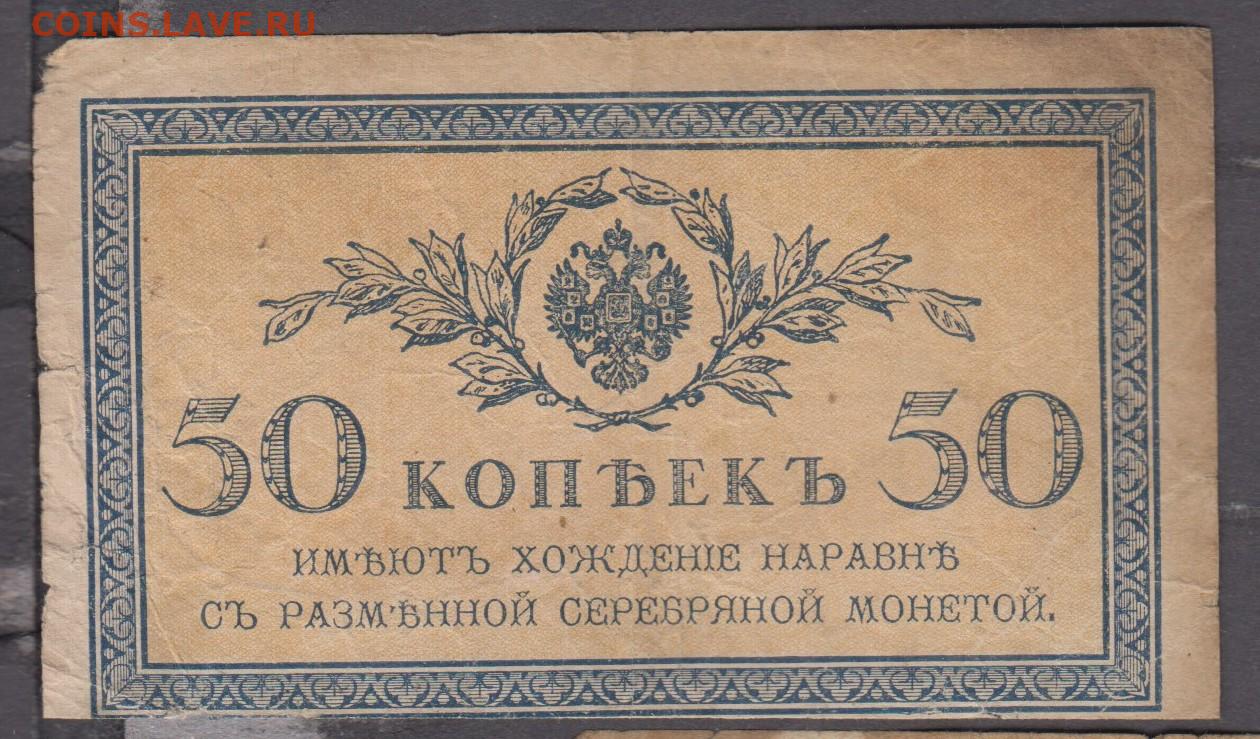 COINS.LAVE.RU
50 КОПѢЕКЪ 50
ИМѢЮТЪ ХОЖДЕНІЕ НАРАВНѢ
СЪ РАЗМѢННОЙ СЕРЕБРЯНОЙ МОНЕТОЙ.